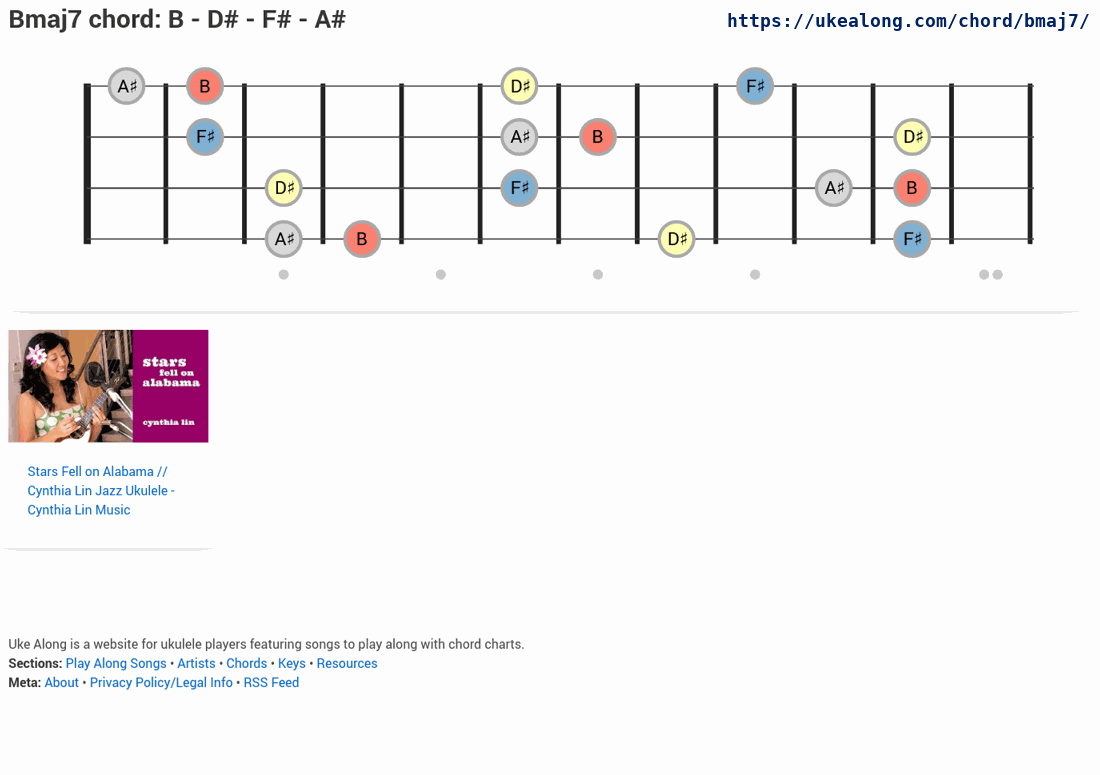 Bmaj7 chord: B - D# - F# - A#
https://ukealong.com/chord/bmaj7/
A♯ B D♯ F♯
F♯ A♯ B D♯
D♯ F♯ A♯ B
A♯ B D♯ F♯
stars
fell on
alabama
cynthia lin
Stars Fell on Alabama //
Cynthia Lin Jazz Ukulele -
Cynthia Lin Music
Uke Along is a website for ukulele players featuring songs to play along with chord charts.
Sections: Play Along Songs • Artists • Chords • Keys • Resources
Meta: About • Privacy Policy/Legal Info • RSS Feed